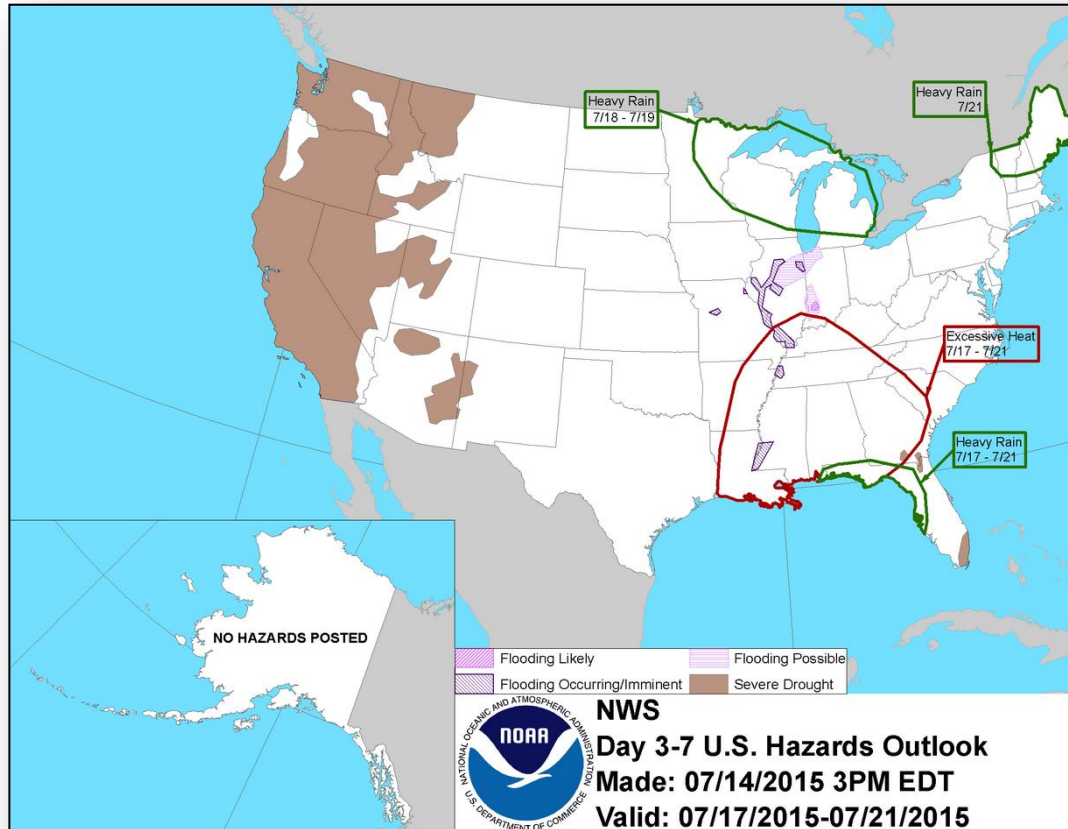 Heavy Rain
7/18 - 7/19
Heavy Rain
7/21
Excessive Heat
7/17 - 7/21
Heavy Rain
7/17 - 7/21
NO HAZARDS POSTED
Flooding Likely
Flooding Possible
Flooding Occurring/Imminent
Severe Drought
NATIONAL OCEANIC AND ATMOSPHERIC ADMINISTRATION
NOAA
U.S. DEPARTMENT OF COMMERCE
NWS
Day 3-7 U.S. Hazards Outlook
Made: 07/14/2015 3PM EDT
Valid: 07/17/2015-07/21/2015